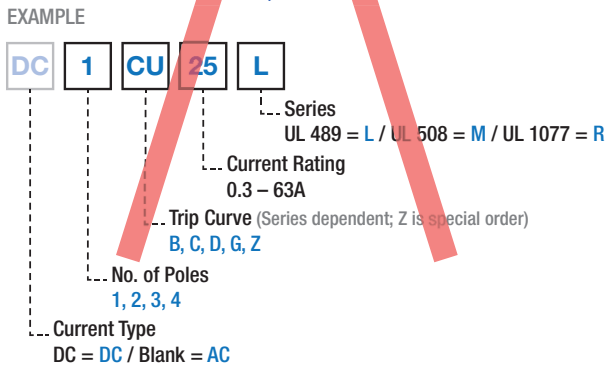 EXAMPLE
DC 1 CU 25 L
Series
UL 489 = L / UL 508 = M / UL 1077 = R
Current Rating
0.3 – 63A
Trip Curve (Series dependent; Z is special order)
B, C, D, G, Z
No. of Poles
1, 2, 3, 4
Current Type
DC = DC / Blank = AC